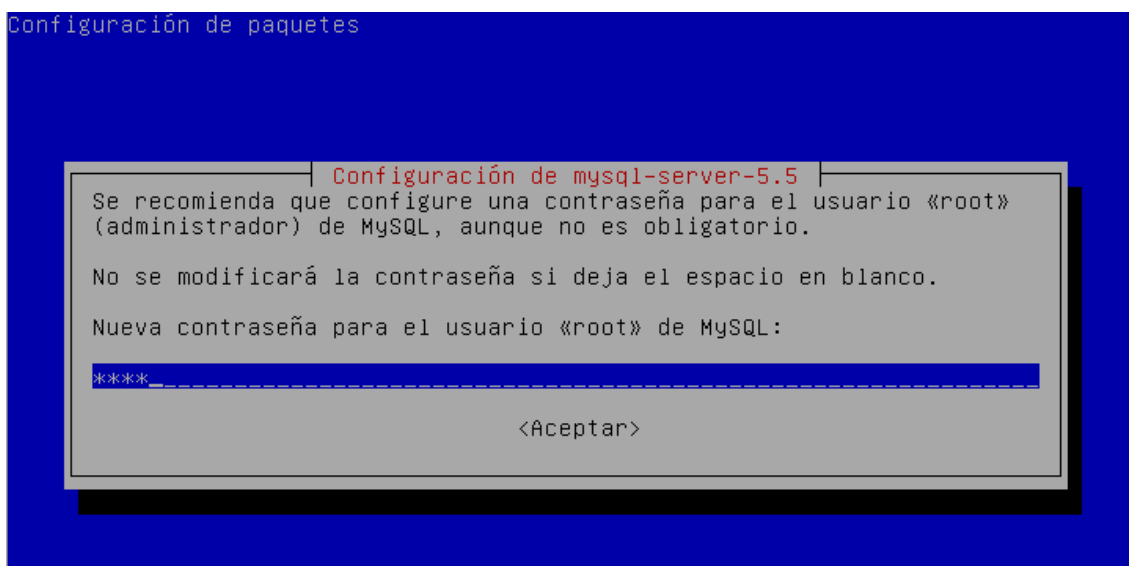 Configuración de paquetes
Configuración de mysql-server-5.5
Se recomienda que configure una contraseña para el usuario «root»
(administrador) de MySQL, aunque no es obligatorio.
No se modificará la contraseña si deja el espacio en blanco.
Nueva contraseña para el usuario «root» de MySQL:
****_______________________________________________________________
<Aceptar>